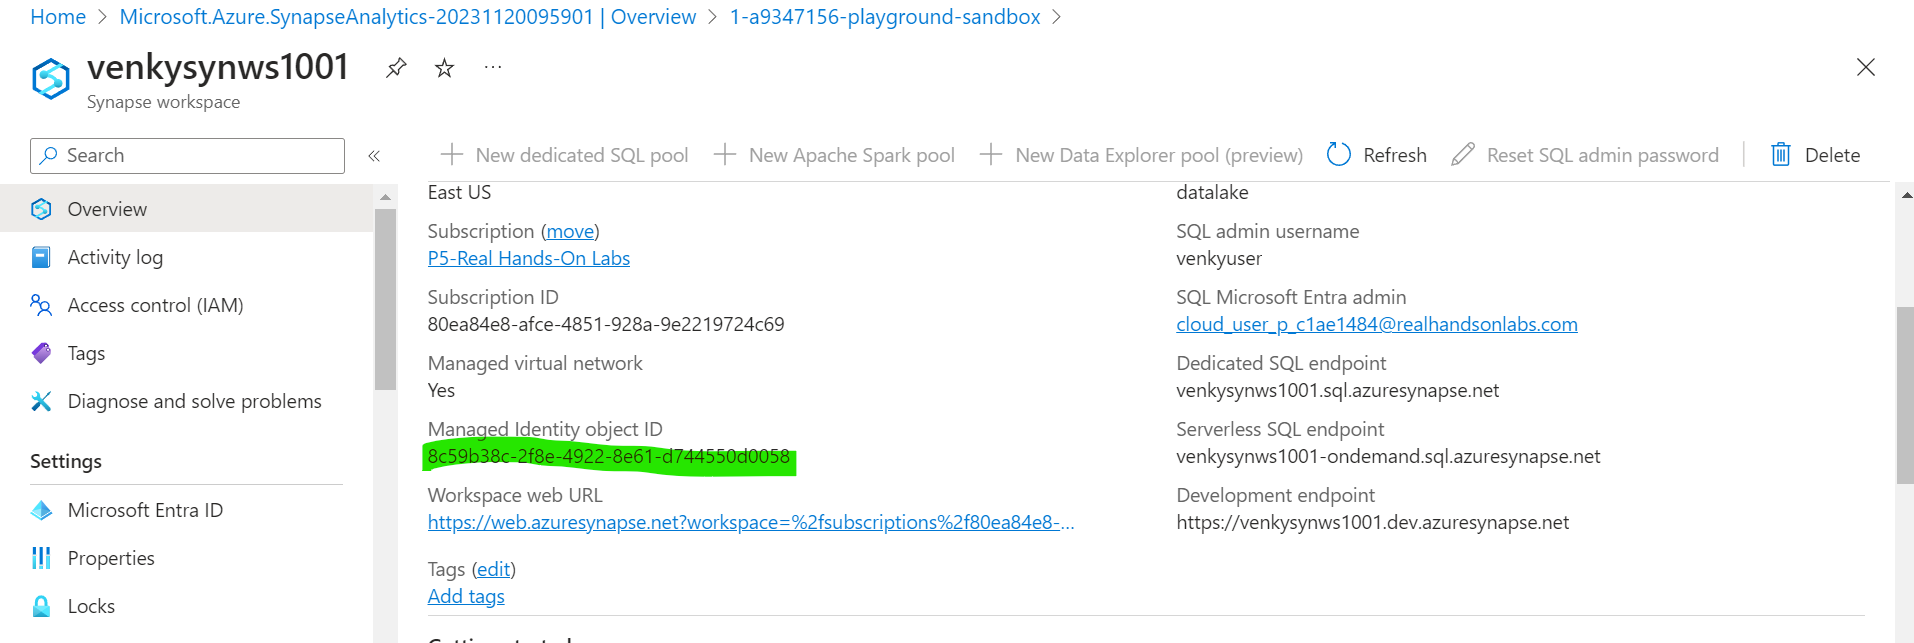 Home > Microsoft.Azure.SynapseAnalytics-20231120095901 | Overview > 1-a9347156-playground-sandbox >
venkysynws1001
Synapse workspace
Search
Overview
Activity log
Access control (IAM)
Tags
Diagnose and solve problems
Settings
Microsoft Entra ID
Properties
Locks
New dedicated SQL pool
New Apache Spark pool
New Data Explorer pool (preview)
Refresh
Reset SQL admin password
Delete
East US
Subscription (move)
P5-Real Hands-On Labs
Subscription ID
80ea84e8-afce-4851-928a-9e2219724c69
Managed virtual network
Yes
Managed Identity object ID
8c59b38c-2f8e-4922-8e61-d744550d0058
Workspace web URL
https://web.azuresynapse.net?workspace=%2fsubscriptions%2f80ea84e8-...
Tags (edit)
Add tags
datalake
SQL admin username
venkyuser
SQL Microsoft Entra admin
cloud_user_p_c1ae1484@realhandsonlabs.com
Dedicated SQL endpoint
venkysynws1001.sql.azuresynapse.net
Serverless SQL endpoint
venkysynws1001-ondemand.sql.azuresynapse.net
Development endpoint
https://venkysynws1001.dev.azuresynapse.net